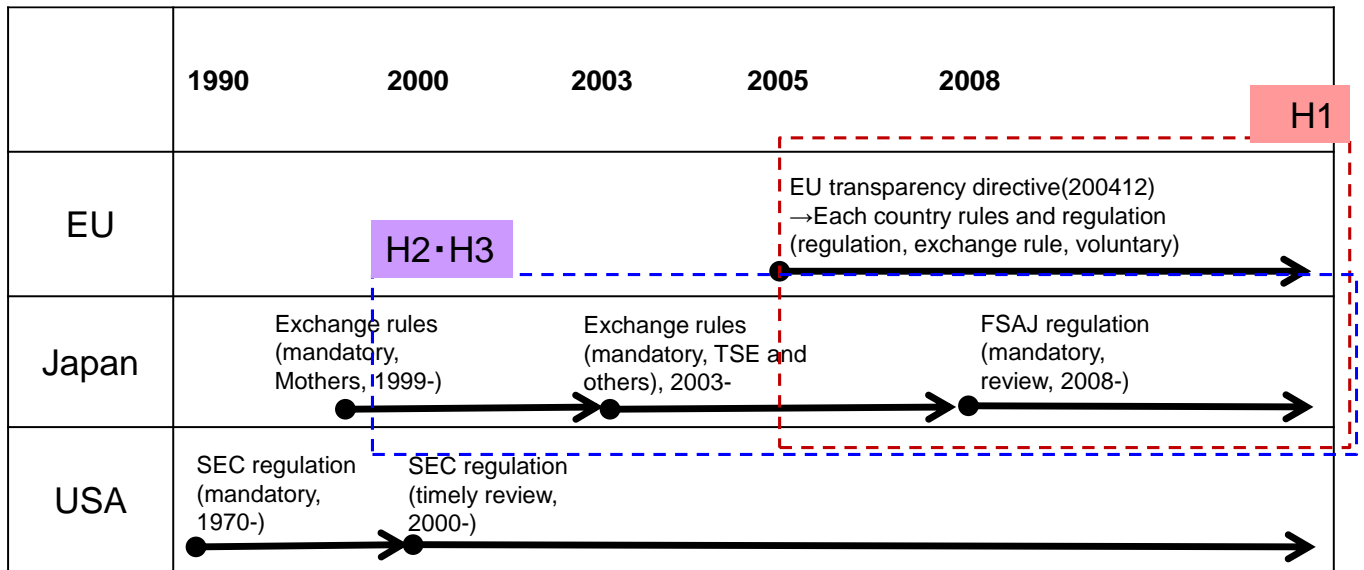 1990 2000 2003 2005 2008
H1
EU
EU transparency directive(200412)
→Each country rules and regulation
(regulation, exchange rule, voluntary)
H2・H3
Japan
Exchange rules
(mandatory,
Mothers, 1999-)
Exchange rules
(mandatory, TSE and
others), 2003-
FSAJ regulation
(mandatory,
review, 2008-)
USA
SEC regulation
(mandatory,
1970-)
SEC regulation
(timely review,
2000-)